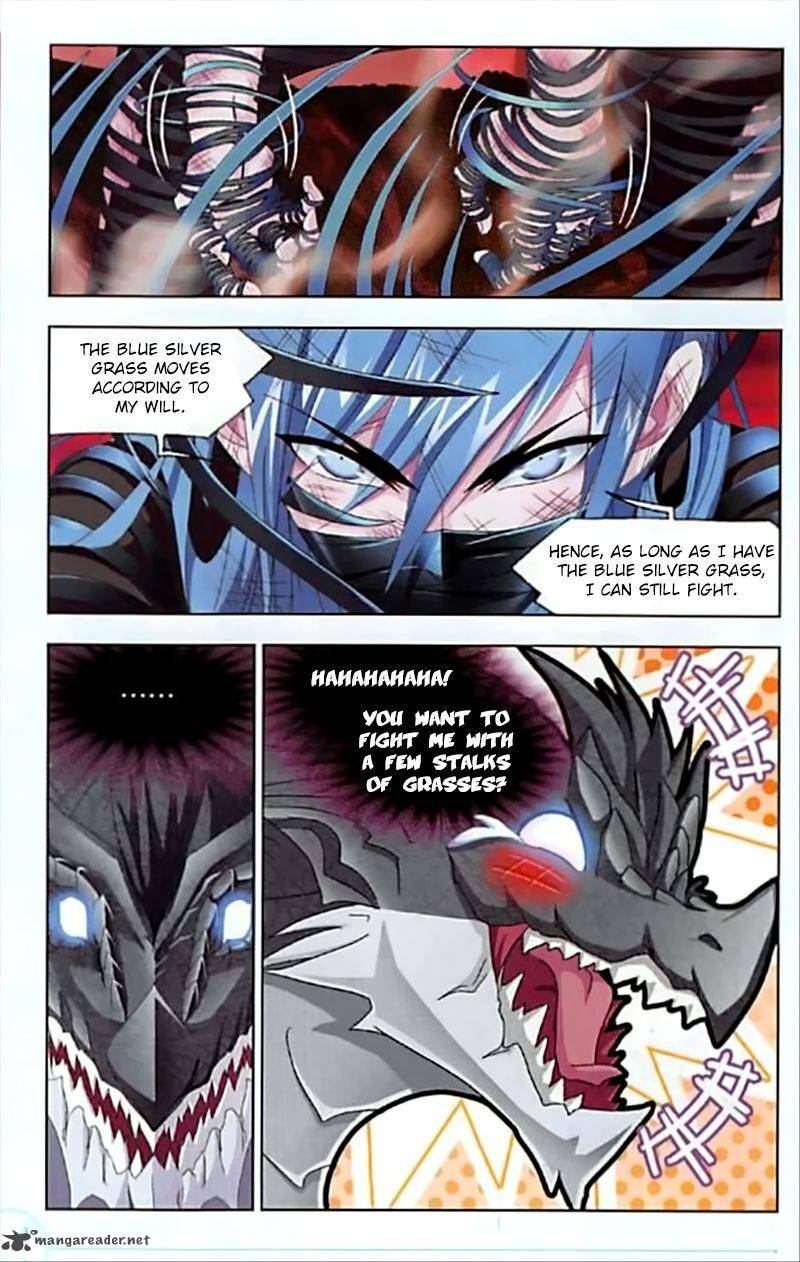 THE BLUE SILVER
GRASS MOVES
ACCORDING TO
MY WILL.
HENCE, AS LONG AS I HAVE
THE BLUE SILVER GRASS,
I CAN STILL FIGHT.
......
HAHAHAHAHA!
YOU WANT TO
FIGHT ME WITH
A FEW STALKS
OF GRASSES?
mangareader.net